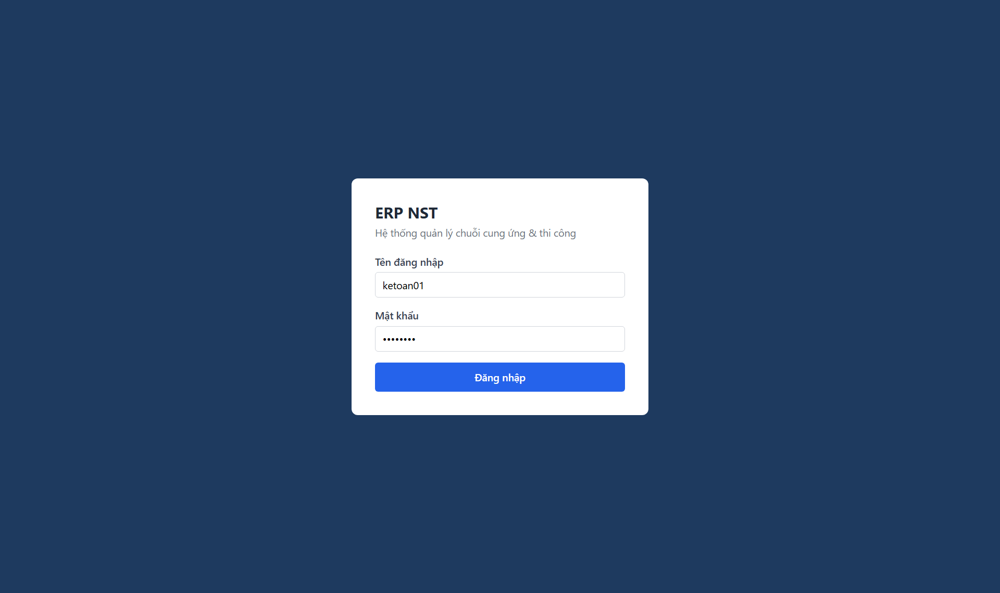 ERP NST
Hệ thống quản lý chuỗi cung ứng & thi công
Tên đăng nhập
ketoan01
Mật khẩu
••••••••
Đăng nhập